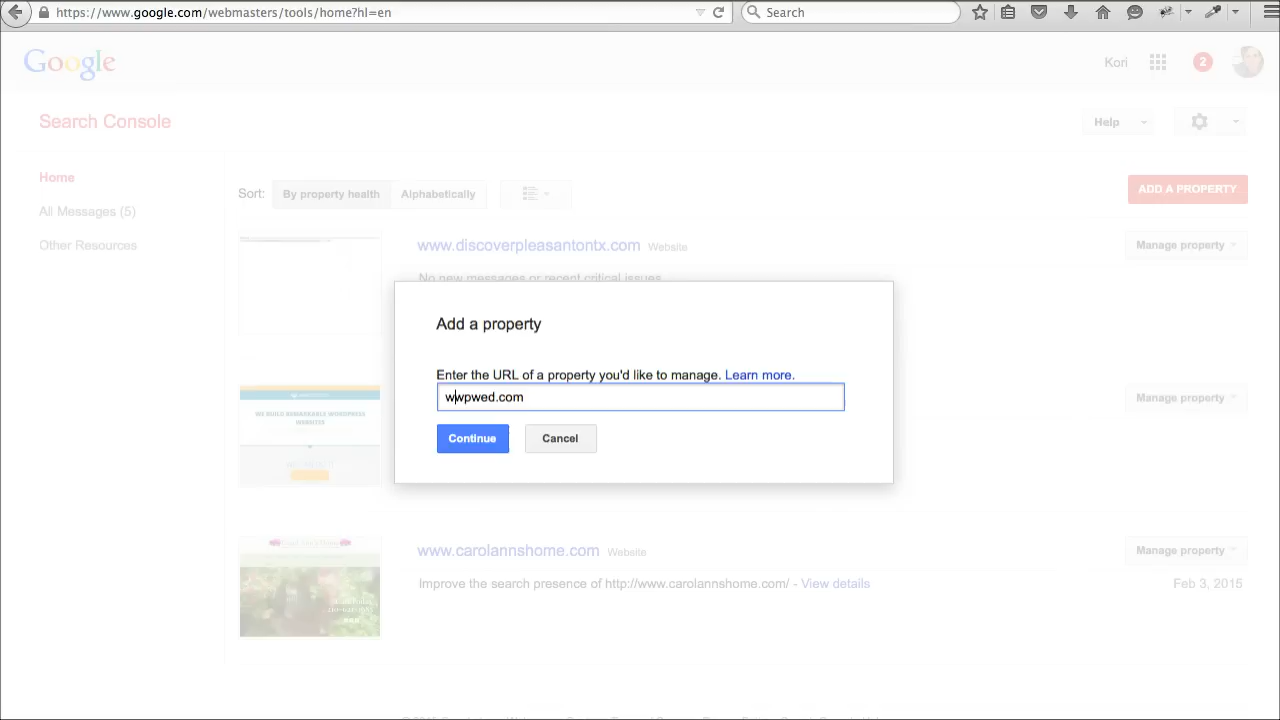 https://www.google.com/webmasters/tools/home?hl=en
Search
Google
Kori
2
Search Console
Help
Home
All Messages (5)
Other Resources
Sort:
By property health
Alphabetically
ADD A PROPERTY
www.discoverpleasantontx.com Website
Manage property
No new messages or recent critical issues
Add a property
Enter the URL of a property you'd like to manage. Learn more.
wwpwed.com
Continue
Cancel
WE BUILD REMARKABLE WORDPRESS
WEBSITES
Manage property
www.carolannshome.com Website
Manage property
Improve the search presence of http://www.carolannshome.com/ - View details
Feb 3, 2015